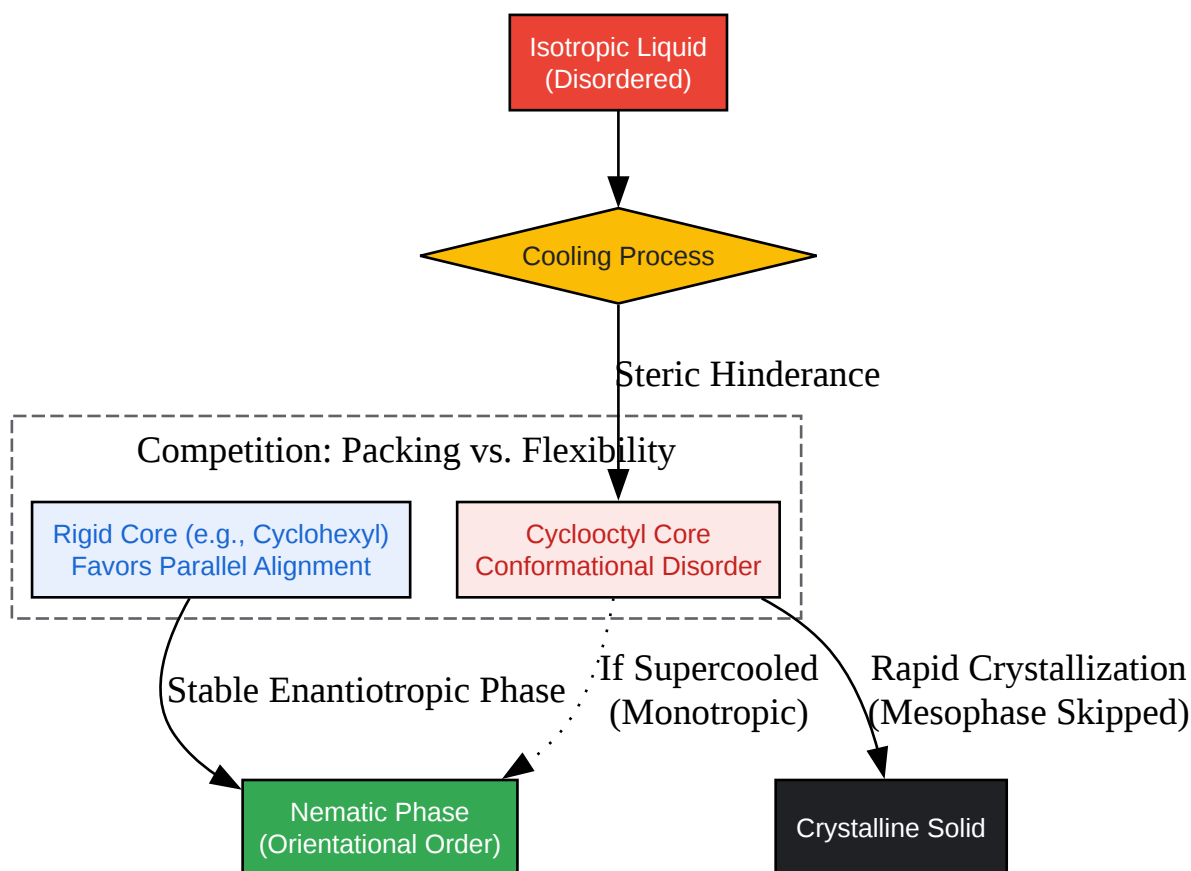 Isotropic Liquid
(Disordered)
Cooling Process
Steric Hinderance
Competition: Packing vs. Flexibility
Rigid Core (e.g., Cyclohexyl)
Favors Parallel Alignment
Cyclooctyl Core
Conformational Disorder
Stable Enantiotropic Phase
If Supercooled
(Monotropic)
Rapid Crystallization
(Mesophase Skipped)
Nematic Phase
(Orientational Order)
Crystalline Solid